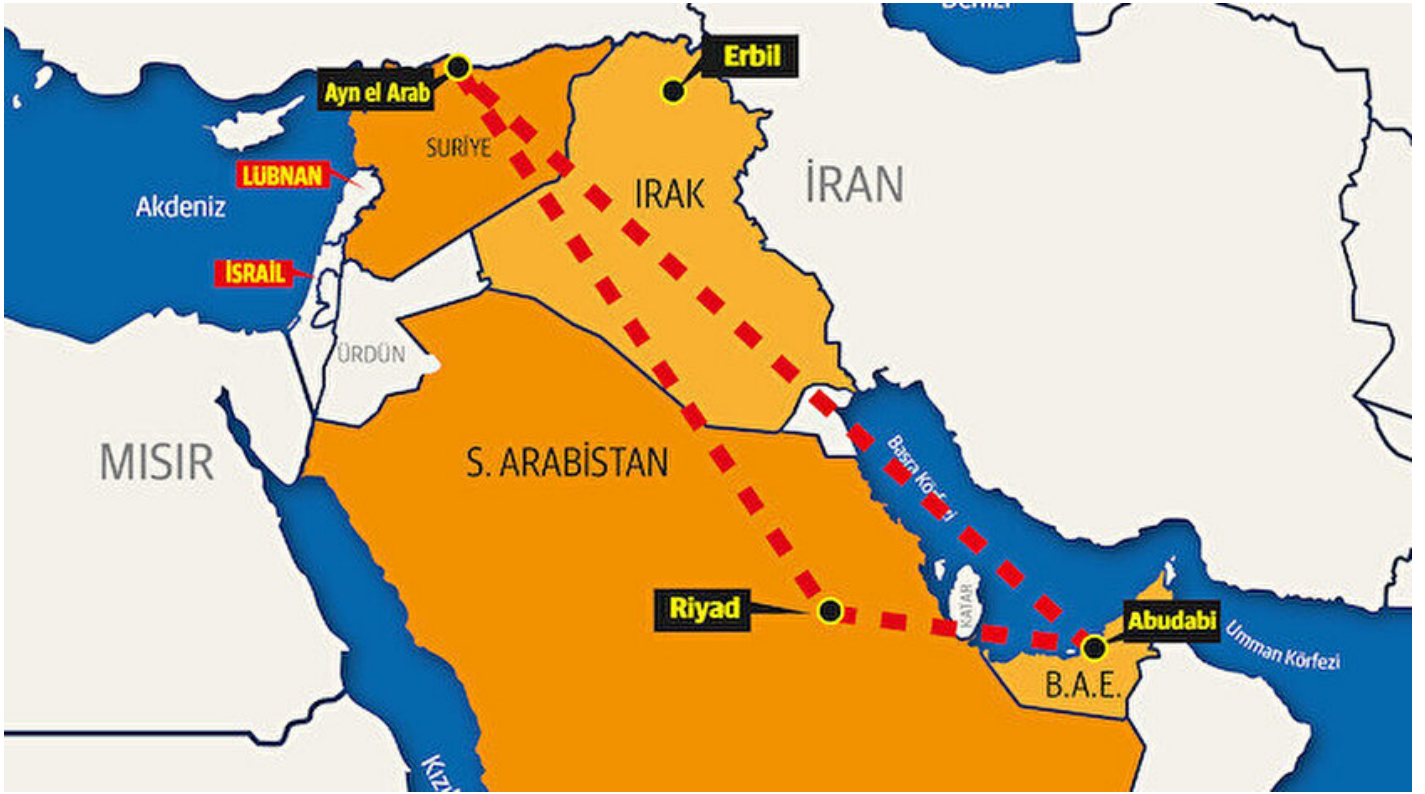 Denizi
Erbil
Ayn el Arab
SURİYE
LÜBNAN
IRAK
İRAN
Akdeniz
İSRAİL
ÜRDÜN
MISIR
S. ARABİSTAN
Basra Körfezi
Riyad
KATAR
Abudabi
Umman Körfezi
B.A.E.